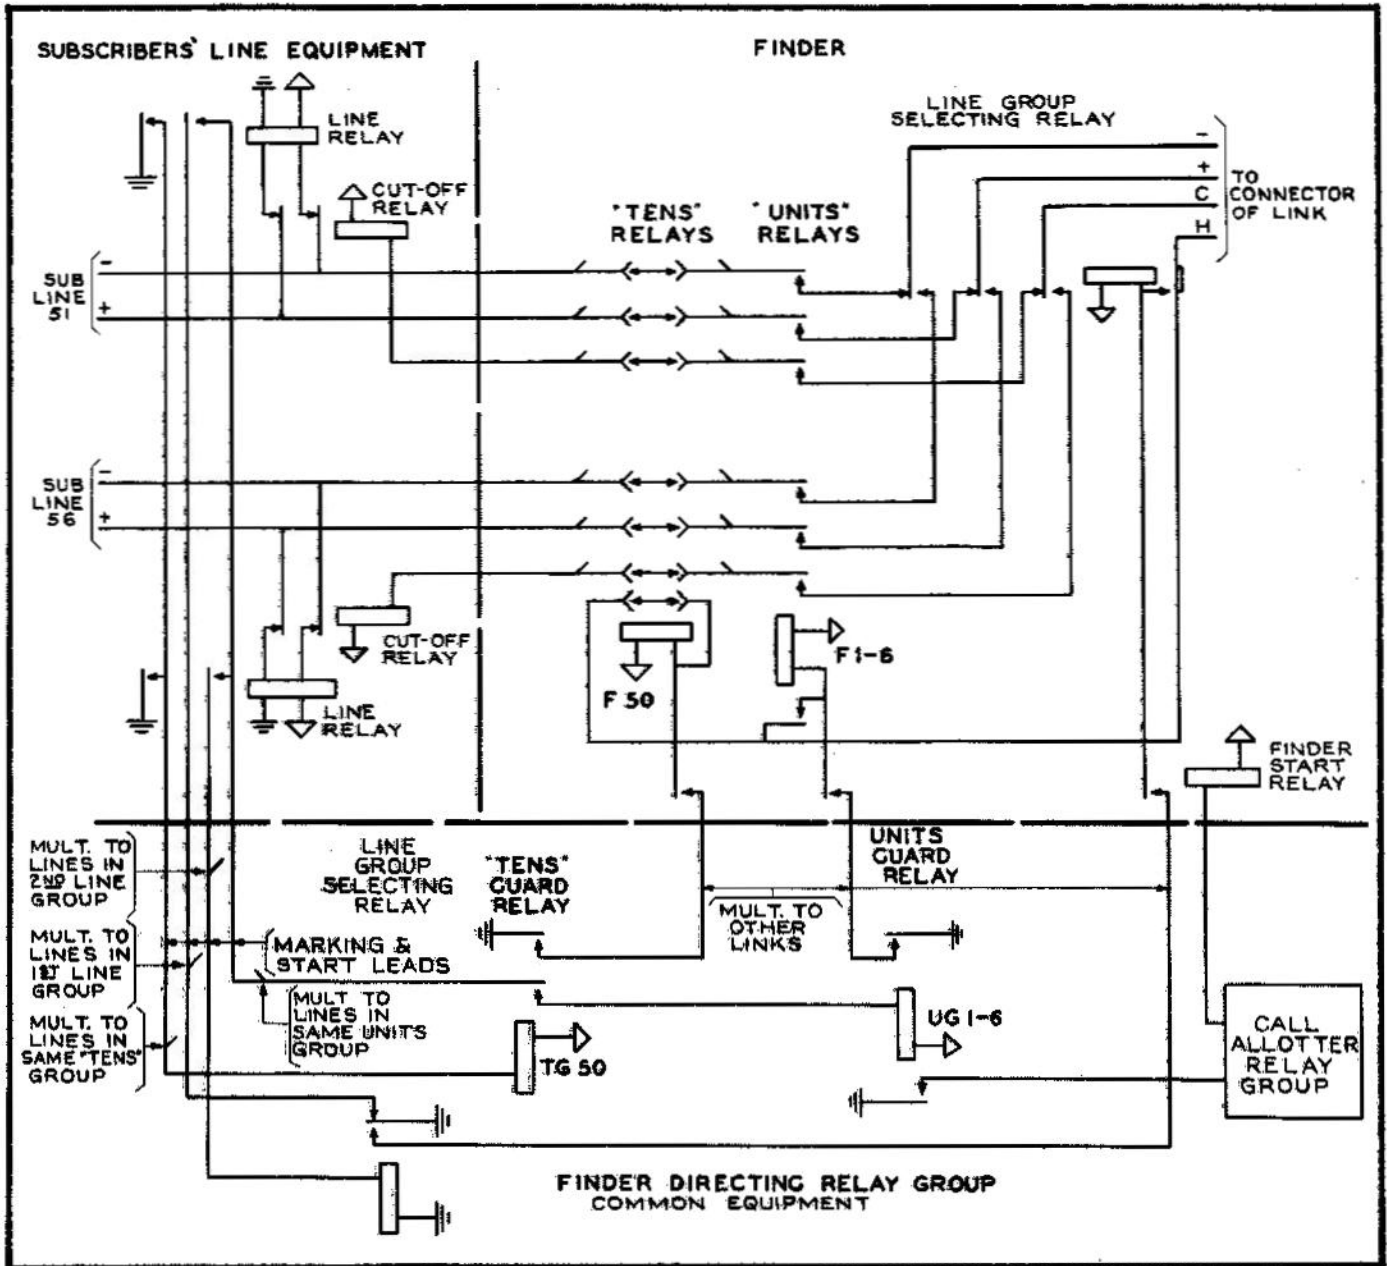 SUBSCRIBERS' LINE EQUIPMENT
FINDER
LINE
RELAY
CUT-OFF
RELAY
LINE GROUP
SELECTING RELAY
-
+
C
H
TO
CONNECTOR
OF LINK
"TENS"
RELAYS
"UNITS"
RELAYS
SUB
LINE
51
-
+
SUB
LINE
56
-
+
CUT-OFF
RELAY
LINE
RELAY
F 50
F 1-6
FINDER
START
RELAY
MULT. TO
LINES IN
2ND LINE
GROUP
LINE
GROUP
SELECTING
RELAY
"TENS"
GUARD
RELAY
UNITS
GUARD
RELAY
MULT. TO
OTHER
LINKS
MULT. TO
LINES IN
1ST LINE
GROUP
MARKING &
START LEADS
MULT TO
LINES IN
SAME UNITS
GROUP
MULT. TO
LINES IN
SAME "TENS"
GROUP
TG 50
UG 1-6
CALL
ALLOTTER
RELAY
GROUP
FINDER DIRECTING RELAY GROUP
COMMON EQUIPMENT